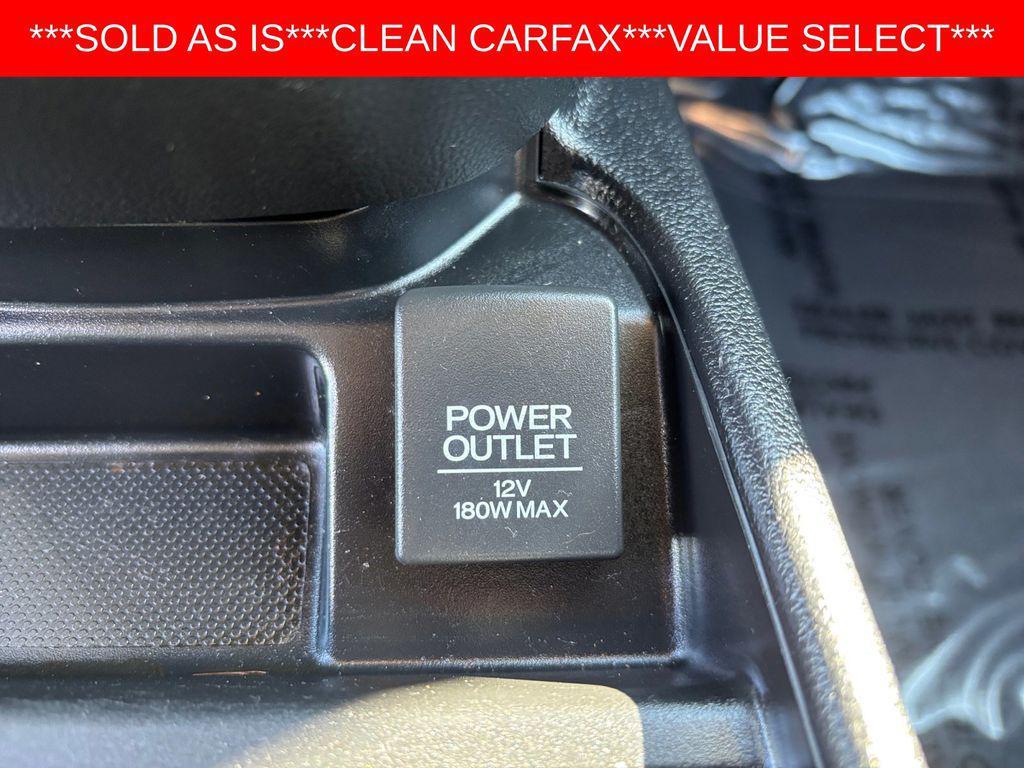 ***SOLD AS IS***CLEAN CARFAX***VALUE SELECT***
POWER
OUTLET
12V
180W MAX